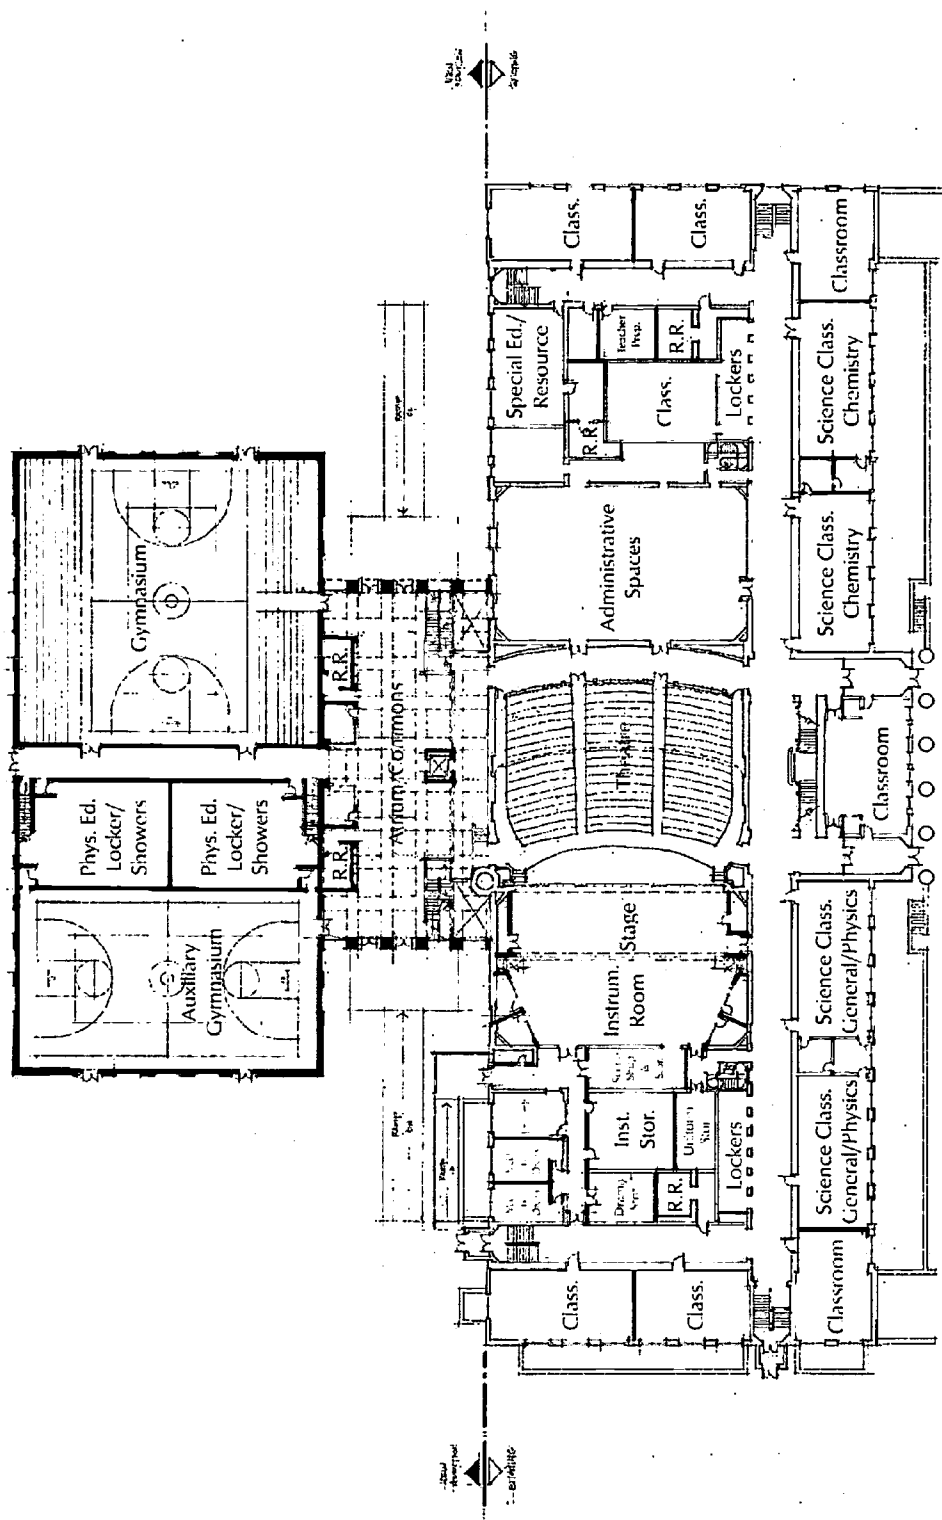 Gymnasium
Phys. Ed.
Locker/
Showers
Phys. Ed.
Locker/
Showers
Auxiliary
Gymnasium
R.R.
R.R.
Atrium/Commons
Class.
Class.
Classroom
Special Ed./
Resource
Teacher
Prep.
R.R.
R.R.
Class.
Lockers
Science Class.
Chemistry
Administrative
Spaces
Science Class.
Chemistry
Theatre
Classroom
Stage
Instrum.
Room
Science Class.
General/Physics
Inst.
Stor.
Uniform
Stor
R.R.
Lockers
Science Class.
General/Physics
Class.
Class.
Classroom
EXISTING